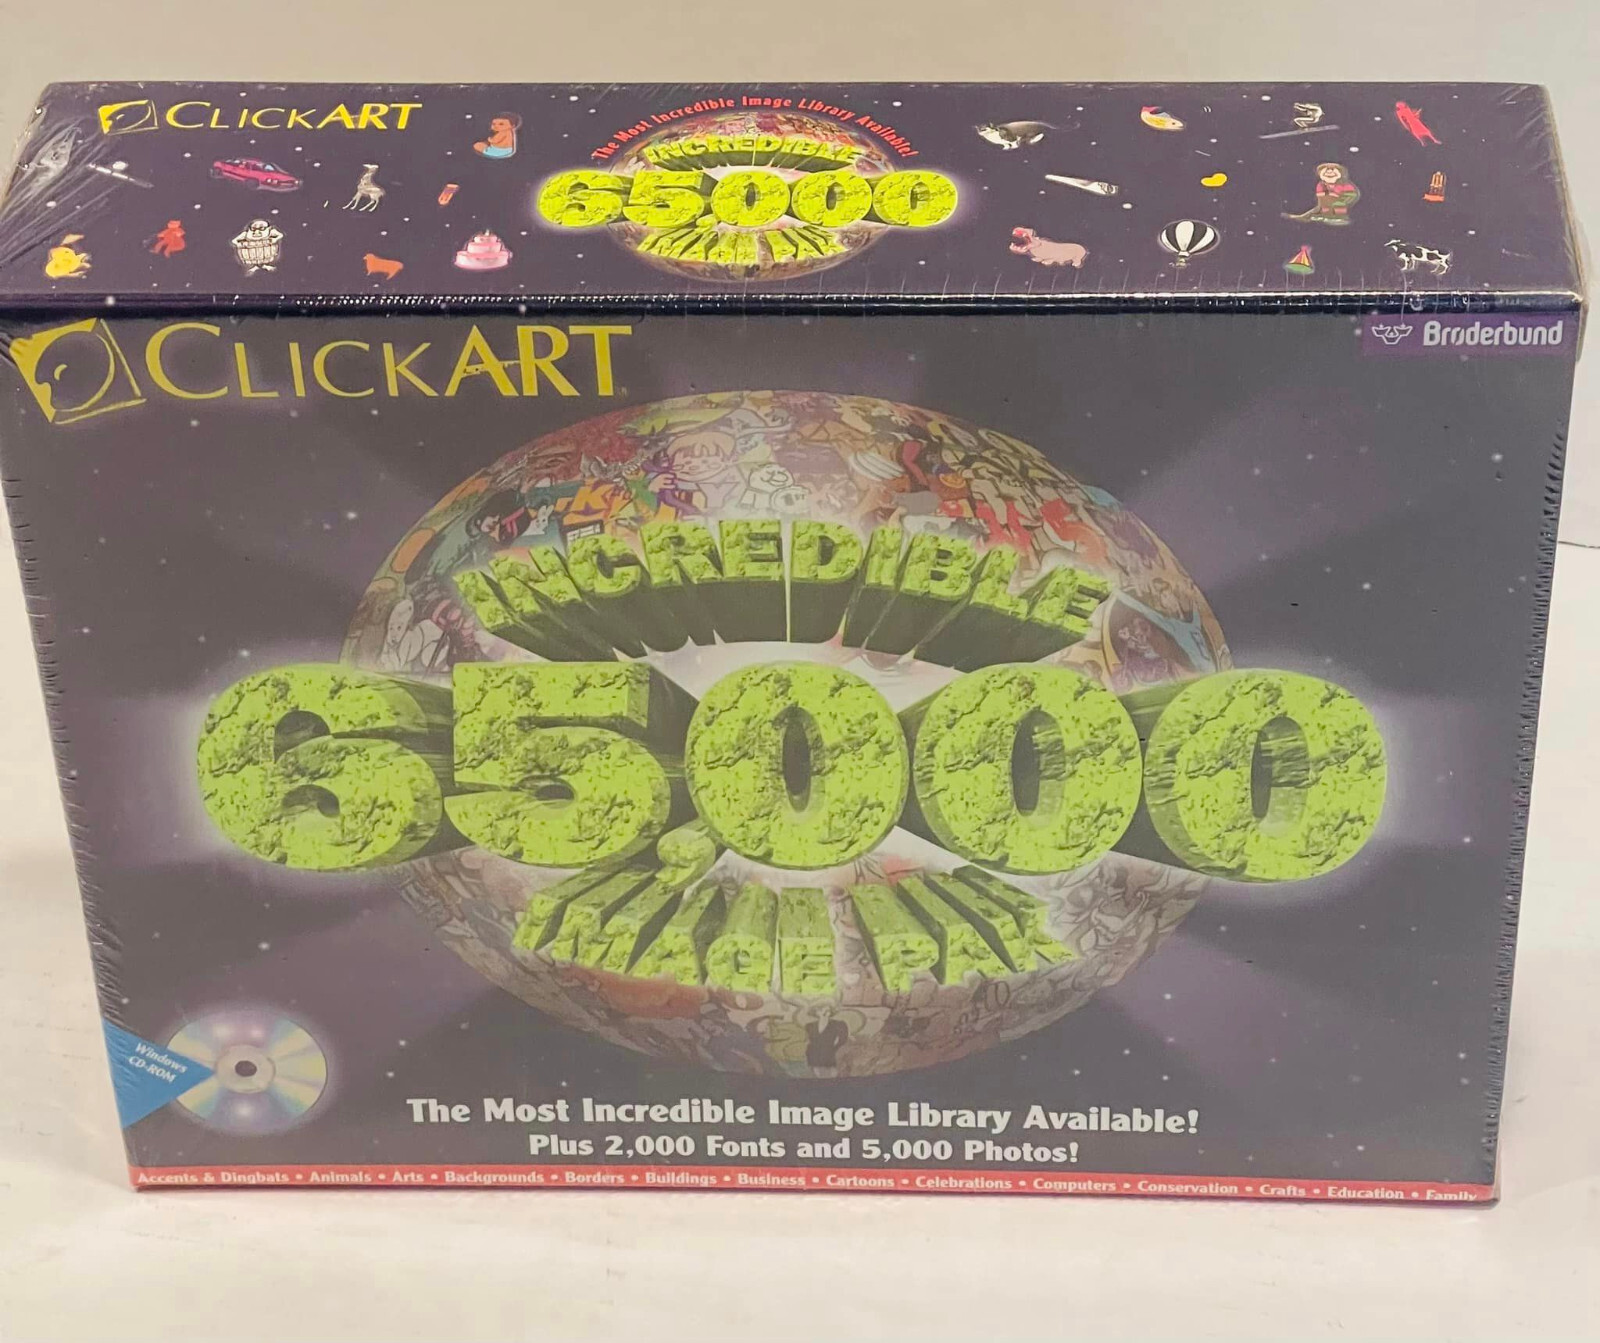 ClickART
The Most Incredible Image Library Available!
INCREDIBLE
65,000
IMAGE PAK
ClickART
Brøderbund
INCREDIBLE
65,000
IMAGE PAK
Windows
CD-ROM
The Most Incredible Image Library Available!
Plus 2,000 Fonts and 5,000 Photos!
Accents & Dingbats • Animals • Arts • Backgrounds • Borders • Buildings • Business • Cartoons • Celebrations • Computers • Conservation • Crafts • Education • Family